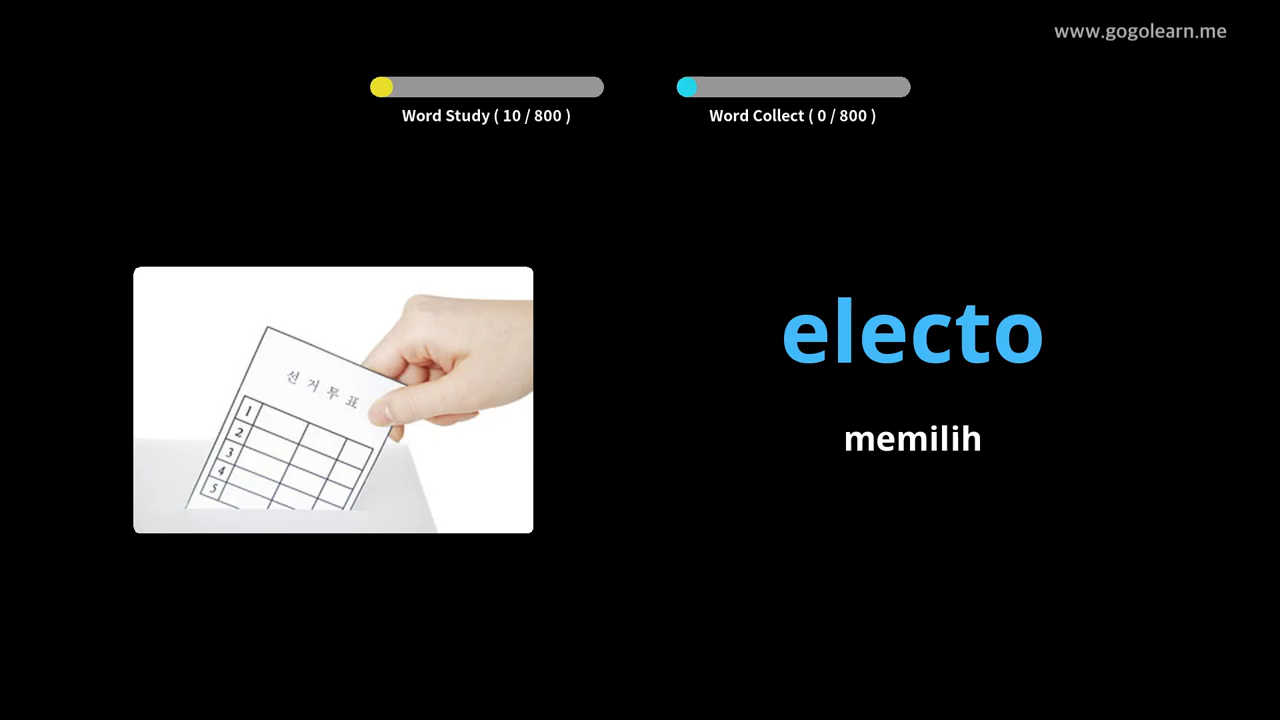 www.gogolearn.me
Word Study ( 10 / 800 )
Word Collect ( 0 / 800 )
선거투표
1
2
3
4
5
electo
memilih